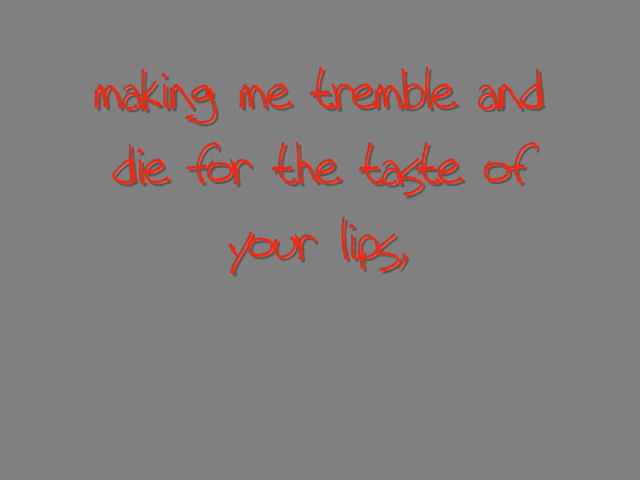 making me tremble and
die for the taste of
your lips,